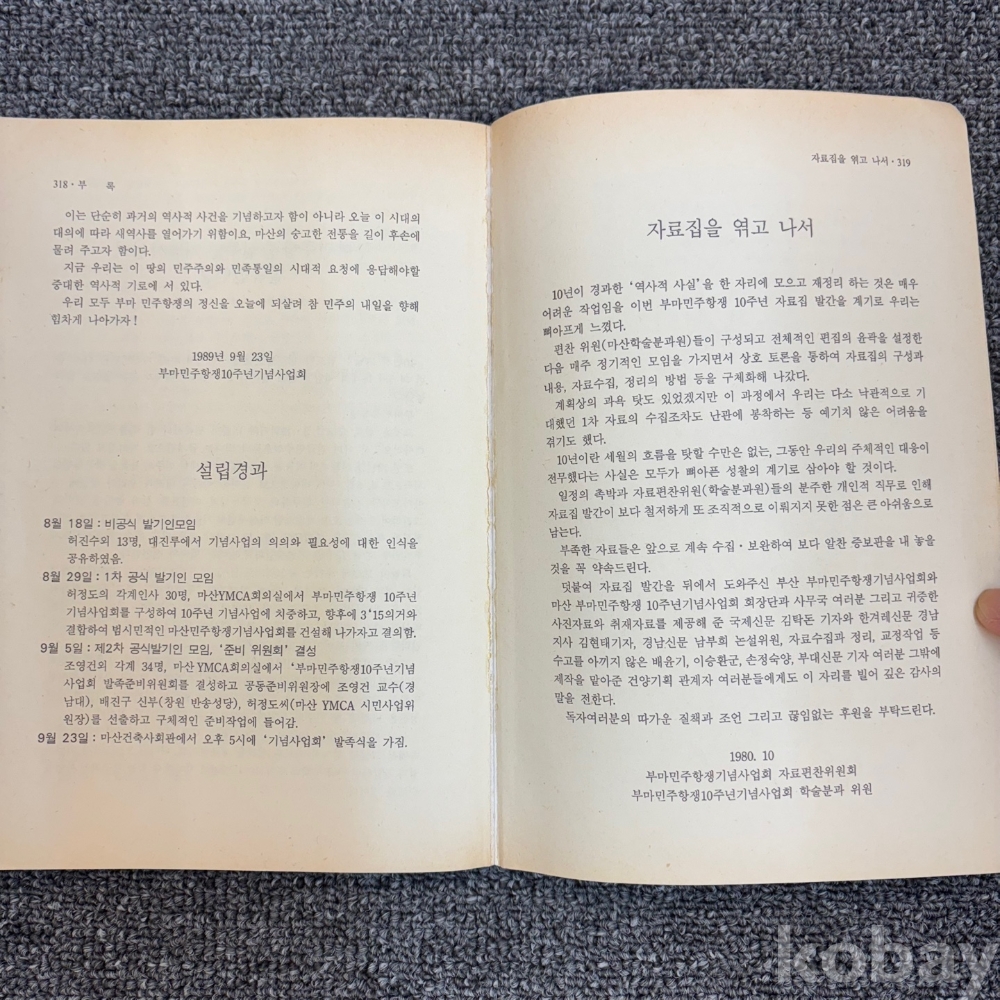 318 · 부 록
이는 단순히 과거의 역사적 사건을 기념하고자 함이 아니라 오늘 이 시대의
대의에 따라 새역사를 열어가기 위함이요, 마산의 숭고한 전통을 길이 후손에
물려 주고자 함이다.
지금 우리는 이 땅의 민주주의와 민족통일의 시대적 요청에 응답해야할
중대한 역사적 기로에 서 있다.
우리 모두 부마 민주항쟁의 정신을 오늘에 되살려 참 민주의 내일을 향해
힘차게 나아가자!
1989년 9월 23일
부마민주항쟁10주년기념사업회
설립경과
8월 18일 : 비공식 발기인모임
허진수외 13명, 대진루에서 기념사업의 의의와 필요성에 대한 인식을
공유하였음.
8월 29일 : 1차 공식 발기인 모임
허정도의 각계인사 30명, 마산YMCA회의실에서 부마민주항쟁 10주년
기념사업회를 구성하여 10주년 기념사업에 치중하고, 향후에 3‘15의거와
결합하여 범시민적인 마산민주항쟁기념사업회를 건설해 나가자고 결의함.
9월 5일 : 제2차 공식발기인 모임, ‘준비 위원회’ 결성
조영건외 각계 34명, 마산 YMCA회의실에서 ‘부마민주항쟁10주년기념
사업회 발족준비위원회를 결성하고 공동준비위원장에 조영건 교수(경
남대), 배진구 신부(창원 반송성당), 허정도씨(마산 YMCA 시민사업위
원장)를 선출하고 구체적인 준비작업에 들어감.
9월 23일 : 마산건축사회관에서 오후 5시에 ‘기념사업회’ 발족식을 가짐.
자료집을 엮고 나서 · 319
자료집을 엮고 나서
10년이 경과한 ‘역사적 사실’을 한 자리에 모으고 재정리 하는 것은 매우
어려운 작업임을 이번 부마민주항쟁 10주년 자료집 발간을 계기로 우리는
뼈아프게 느꼈다.
편찬 위원(마산학술분과원)들이 구성되고 전체적인 편집의 윤곽을 설정한
다음 매주 정기적인 모임을 가지면서 상호 토론을 통하여 자료집의 구성과
내용, 자료수집, 정리의 방법 등을 구체화해 나갔다.
계획상의 과욕 탓도 있었겠지만 이 과정에서 우리는 다소 낙관적으로 기
대했던 1차 자료의 수집조차도 난관에 봉착하는 등 예기치 않은 어려움을
겪기도 했다.
10년이란 세월의 흐름을 탓할 수만은 없는, 그동안 우리의 주체적인 대응이
전무했다는 사실은 모두가 뼈아픈 성찰의 계기로 삼아야 할 것이다.
일정의 촉박과 자료편찬위원(학술분과원)들의 분주한 개인적 직무로 인해
자료집 발간이 보다 철저하게 또 조직적으로 이뤄지지 못한 점은 큰 아쉬움으로
남는다.
부족한 자료들은 앞으로 계속 수집·보완하여 보다 알찬 증보판을 내 놓을
것을 꼭 약속드린다.
덧붙여 자료집 발간을 뒤에서 도와주신 부산 부마민주항쟁기념사업회와
마산 부마민주항쟁 10주년기념사업회 회장단과 사무국 여러분 그리고 귀중한
사진자료와 취재자료를 제공해 준 국제신문 김탁돈 기자와 한겨레신문 경남
지사 김현태기자, 경남신문 남부희 논설위원, 자료수집과 정리, 교정작업 등
수고를 아끼지 않은 배윤기, 이승환군, 손정숙양, 부대신문 기자 여러분 그밖에
제작을 맡아준 건양기획 관계자 여러분들에게도 이 자리를 빌어 깊은 감사의
말을 전한다.
독자여러분의 따가운 질책과 조언 그리고 끊임없는 후원을 부탁드린다.
1980. 10
부마민주항쟁기념사업회 자료편찬위원회
부마민주항쟁10주년기념사업회 학술분과 위원
kobay